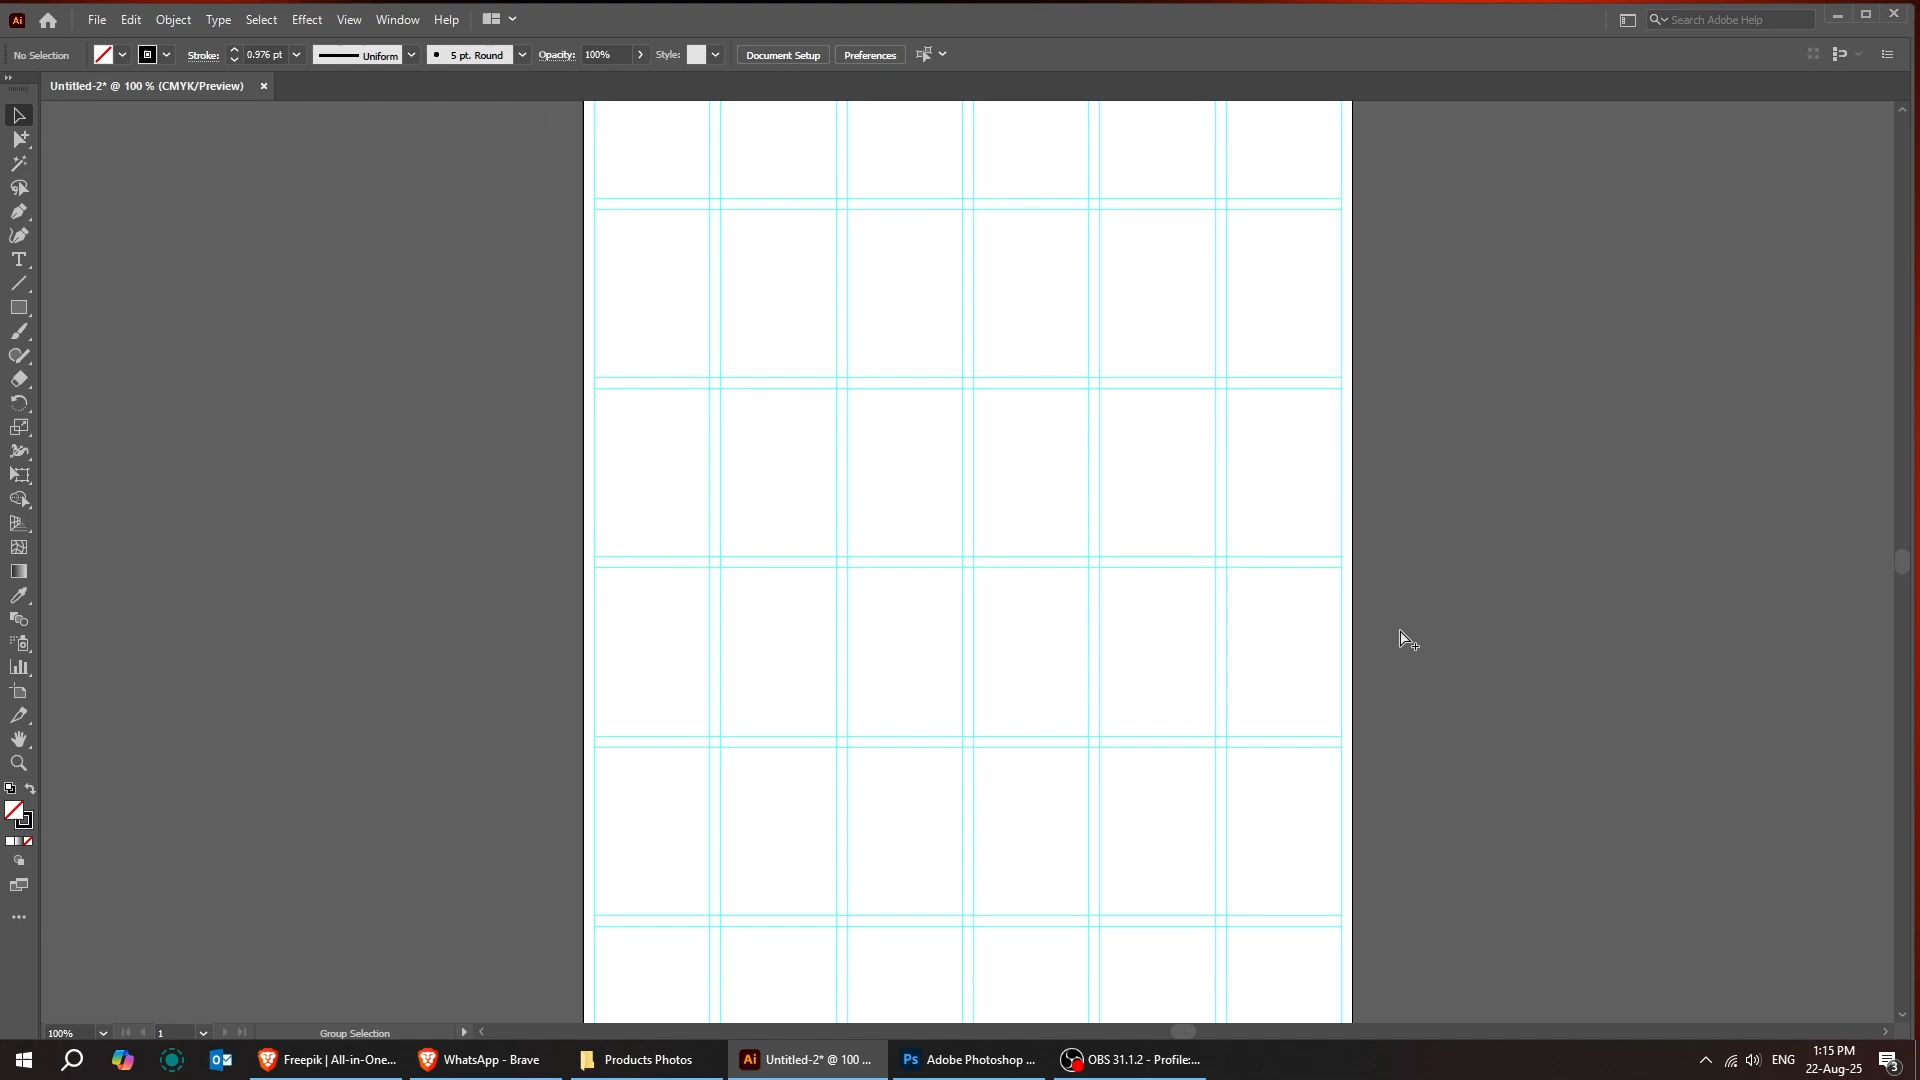 Ai File Edit Object Type Select Effect View Window Help Search Adobe Help
No Selection Stroke: 0.976 pt Uniform 5 pt. Round Opacity: 100% Style: Document Setup Preferences
Untitled-2* @ 100 % (CMYK/Preview)
100% 1 Group Selection
Freepik | All-in-One... WhatsApp - Brave Products Photos Ai Untitled-2* @ 100 ... Ps Adobe Photoshop ... OBS 31.1.2 - Profile:... ENG 1:15 PM
22-Aug-25 3